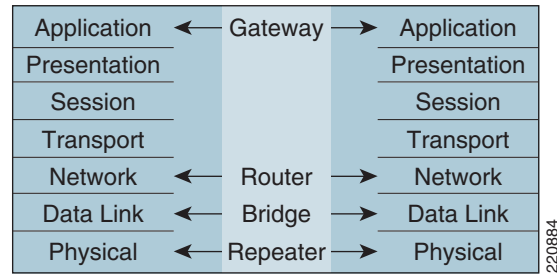 Application Gateway Application
Presentation Presentation
Session Session
Transport Transport
Network Router Network
Data Link Bridge Data Link
Physical Repeater Physical
220884